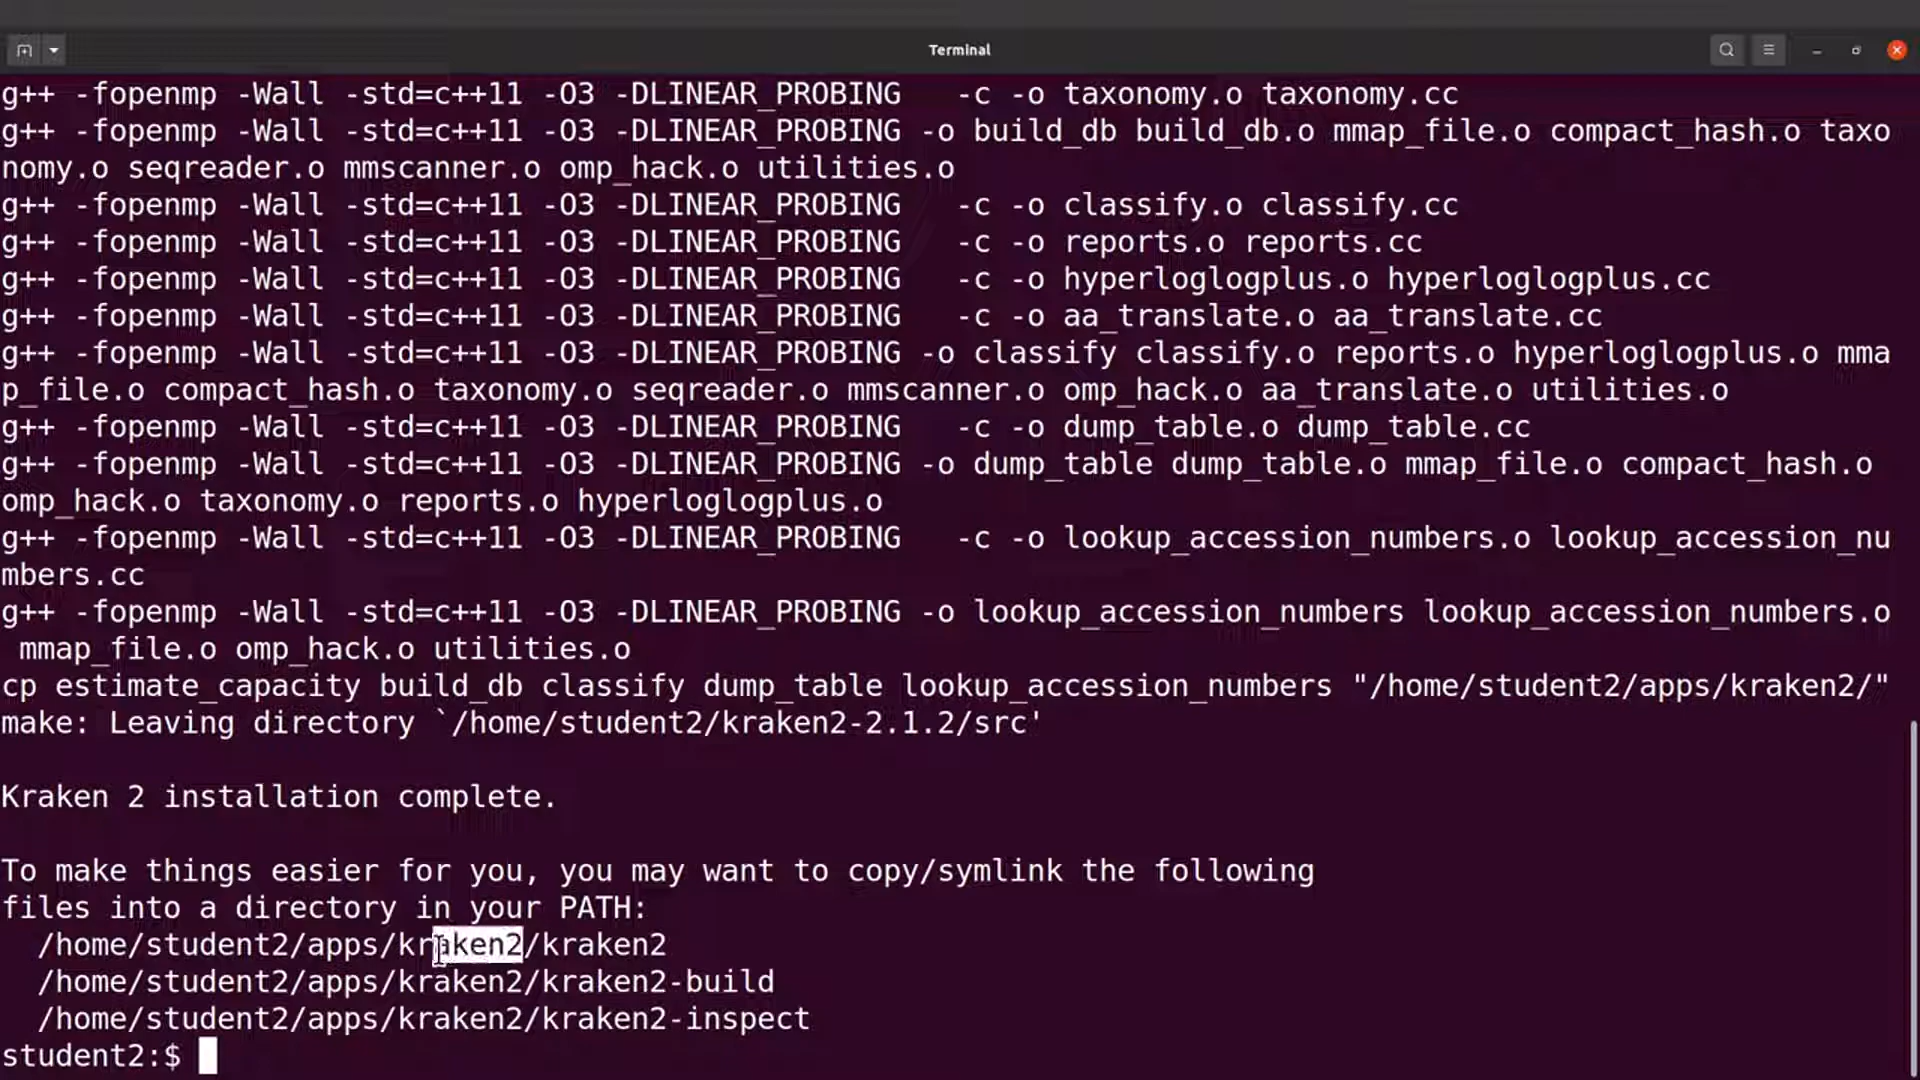 Terminal
g++ -fopenmp -Wall -std=c++11 -O3 -DLINEAR_PROBING   -c -o taxonomy.o taxonomy.cc
g++ -fopenmp -Wall -std=c++11 -O3 -DLINEAR_PROBING -o build_db build_db.o mmap_file.o compact_hash.o taxo
nomy.o seqreader.o mmscanner.o omp_hack.o utilities.o
g++ -fopenmp -Wall -std=c++11 -O3 -DLINEAR_PROBING   -c -o classify.o classify.cc
g++ -fopenmp -Wall -std=c++11 -O3 -DLINEAR_PROBING   -c -o reports.o reports.cc
g++ -fopenmp -Wall -std=c++11 -O3 -DLINEAR_PROBING   -c -o hyperloglogplus.o hyperloglogplus.cc
g++ -fopenmp -Wall -std=c++11 -O3 -DLINEAR_PROBING   -c -o aa_translate.o aa_translate.cc
g++ -fopenmp -Wall -std=c++11 -O3 -DLINEAR_PROBING -o classify classify.o reports.o hyperloglogplus.o mma
p_file.o compact_hash.o taxonomy.o seqreader.o mmscanner.o omp_hack.o aa_translate.o utilities.o
g++ -fopenmp -Wall -std=c++11 -O3 -DLINEAR_PROBING   -c -o dump_table.o dump_table.cc
g++ -fopenmp -Wall -std=c++11 -O3 -DLINEAR_PROBING -o dump_table dump_table.o mmap_file.o compact_hash.o
omp_hack.o taxonomy.o reports.o hyperloglogplus.o
g++ -fopenmp -Wall -std=c++11 -O3 -DLINEAR_PROBING   -c -o lookup_accession_numbers.o lookup_accession_nu
mbers.cc
g++ -fopenmp -Wall -std=c++11 -O3 -DLINEAR_PROBING -o lookup_accession_numbers lookup_accession_numbers.o
 mmap_file.o omp_hack.o utilities.o
cp estimate_capacity build_db classify dump_table lookup_accession_numbers "/home/student2/apps/kraken2/"
make: Leaving directory `/home/student2/kraken2-2.1.2/src'
Kraken 2 installation complete.
To make things easier for you, you may want to copy/symlink the following
files into a directory in your PATH:
  /home/student2/apps/kraken2/kraken2
  /home/student2/apps/kraken2/kraken2-build
  /home/student2/apps/kraken2/kraken2-inspect
student2:$